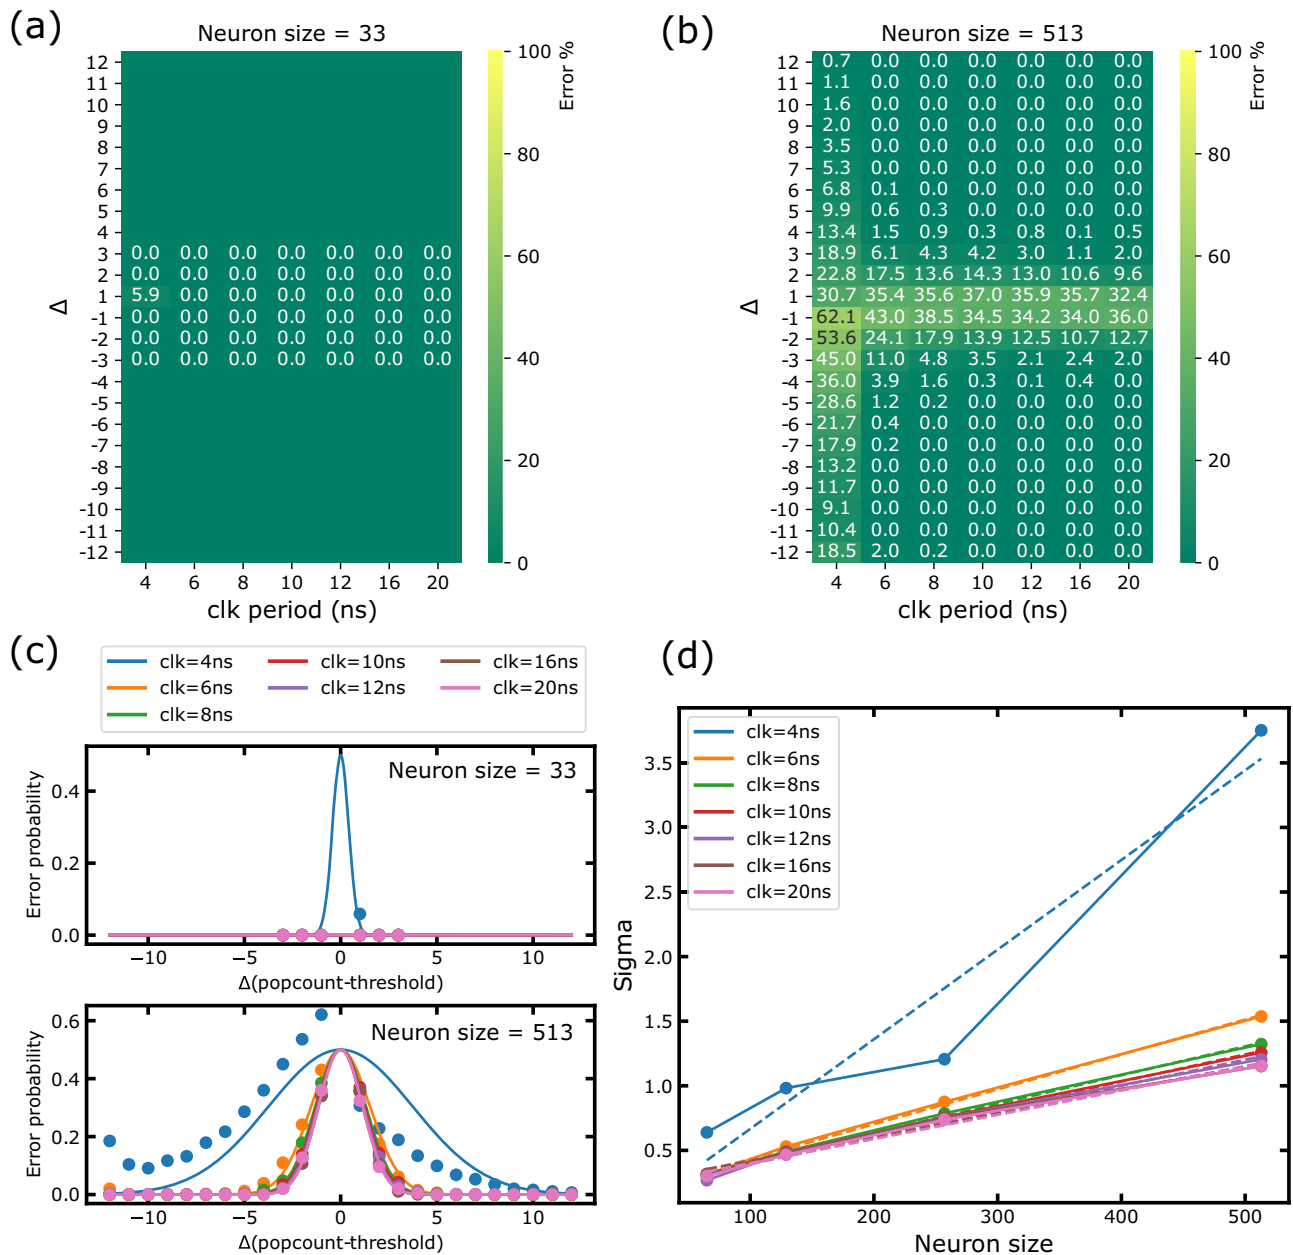 (a)
Neuron size = 33
Δ
12
11
10
9
8
7
6
5
4
3 0.0 0.0 0.0 0.0 0.0 0.0 0.0
2 0.0 0.0 0.0 0.0 0.0 0.0 0.0
1 5.9 0.0 0.0 0.0 0.0 0.0 0.0
-1 0.0 0.0 0.0 0.0 0.0 0.0 0.0
-2 0.0 0.0 0.0 0.0 0.0 0.0 0.0
-3 0.0 0.0 0.0 0.0 0.0 0.0 0.0
-4
-5
-6
-7
-8
-9
-10
-11
-12
4 6 8 10 12 16 20
clk period (ns)
100
80
60
40
20
0
Error %
(b)
Neuron size = 513
Δ
12 0.7 0.0 0.0 0.0 0.0 0.0 0.0
11 1.1 0.0 0.0 0.0 0.0 0.0 0.0
10 1.6 0.0 0.0 0.0 0.0 0.0 0.0
9 2.0 0.0 0.0 0.0 0.0 0.0 0.0
8 3.5 0.0 0.0 0.0 0.0 0.0 0.0
7 5.3 0.0 0.0 0.0 0.0 0.0 0.0
6 6.8 0.1 0.0 0.0 0.0 0.0 0.0
5 9.9 0.6 0.3 0.0 0.0 0.0 0.0
4 13.4 1.5 0.9 0.3 0.8 0.1 0.5
3 18.9 6.1 4.3 4.2 3.0 1.1 2.0
2 22.8 17.5 13.6 14.3 13.0 10.6 9.6
1 30.7 35.4 35.6 37.0 35.9 35.7 32.4
-1 62.1 43.0 38.5 34.5 34.2 34.0 36.0
-2 53.6 24.1 17.9 13.9 12.5 10.7 12.7
-3 45.0 11.0 4.8 3.5 2.1 2.4 2.0
-4 36.0 3.9 1.6 0.3 0.1 0.4 0.0
-5 28.6 1.2 0.2 0.0 0.0 0.0 0.0
-6 21.7 0.4 0.0 0.0 0.0 0.0 0.0
-7 17.9 0.2 0.0 0.0 0.0 0.0 0.0
-8 13.2 0.0 0.0 0.0 0.0 0.0 0.0
-9 11.7 0.0 0.0 0.0 0.0 0.0 0.0
-10 9.1 0.0 0.0 0.0 0.0 0.0 0.0
-11 10.4 0.0 0.0 0.0 0.0 0.0 0.0
-12 18.5 2.0 0.2 0.0 0.0 0.0 0.0
4 6 8 10 12 16 20
clk period (ns)
100
80
60
40
20
0
Error %
(c)
clk=4ns clk=10ns clk=16ns
clk=6ns clk=12ns clk=20ns
clk=8ns
Neuron size = 33
Error probability
0.4
0.2
0.0
−10 −5 0 5 10
Δ(popcount-threshold)
Neuron size = 513
Error probability
0.6
0.4
0.2
0.0
−10 −5 0 5 10
Δ(popcount-threshold)
(d)
clk=4ns
clk=6ns
clk=8ns
clk=10ns
clk=12ns
clk=16ns
clk=20ns
Sigma
3.5
3.0
2.5
2.0
1.5
1.0
0.5
100 200 300 400 500
Neuron size